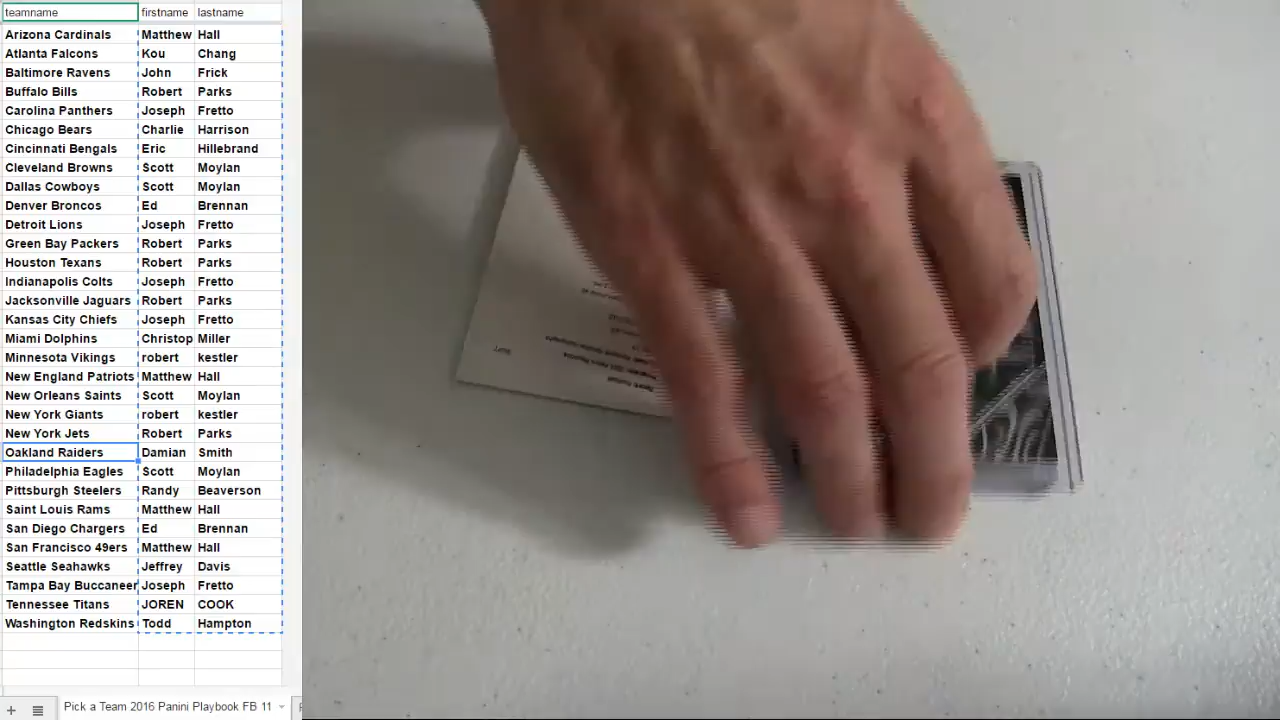 teamname firstname lastname
Arizona Cardinals Matthew Hall
Atlanta Falcons Kou Chang
Baltimore Ravens John Frick
Buffalo Bills Robert Parks
Carolina Panthers Joseph Fretto
Chicago Bears Charlie Harrison
Cincinnati Bengals Eric Hillebrand
Cleveland Browns Scott Moylan
Dallas Cowboys Scott Moylan
Denver Broncos Ed Brennan
Detroit Lions Joseph Fretto
Green Bay Packers Robert Parks
Houston Texans Robert Parks
Indianapolis Colts Joseph Fretto
Jacksonville Jaguars Robert Parks
Kansas City Chiefs Joseph Fretto
Miami Dolphins Christop Miller
Minnesota Vikings robert kestler
New England Patriots Matthew Hall
New Orleans Saints Scott Moylan
New York Giants robert kestler
New York Jets Robert Parks
Oakland Raiders Damian Smith
Philadelphia Eagles Scott Moylan
Pittsburgh Steelers Randy Beaverson
Saint Louis Rams Matthew Hall
San Diego Chargers Ed Brennan
San Francisco 49ers Matthew Hall
Seattle Seahawks Jeffrey Davis
Tampa Bay Buccaneer Joseph Fretto
Tennessee Titans JOREN COOK
Washington Redskins Todd Hampton
Pick a Team 2016 Panini Playbook FB 11